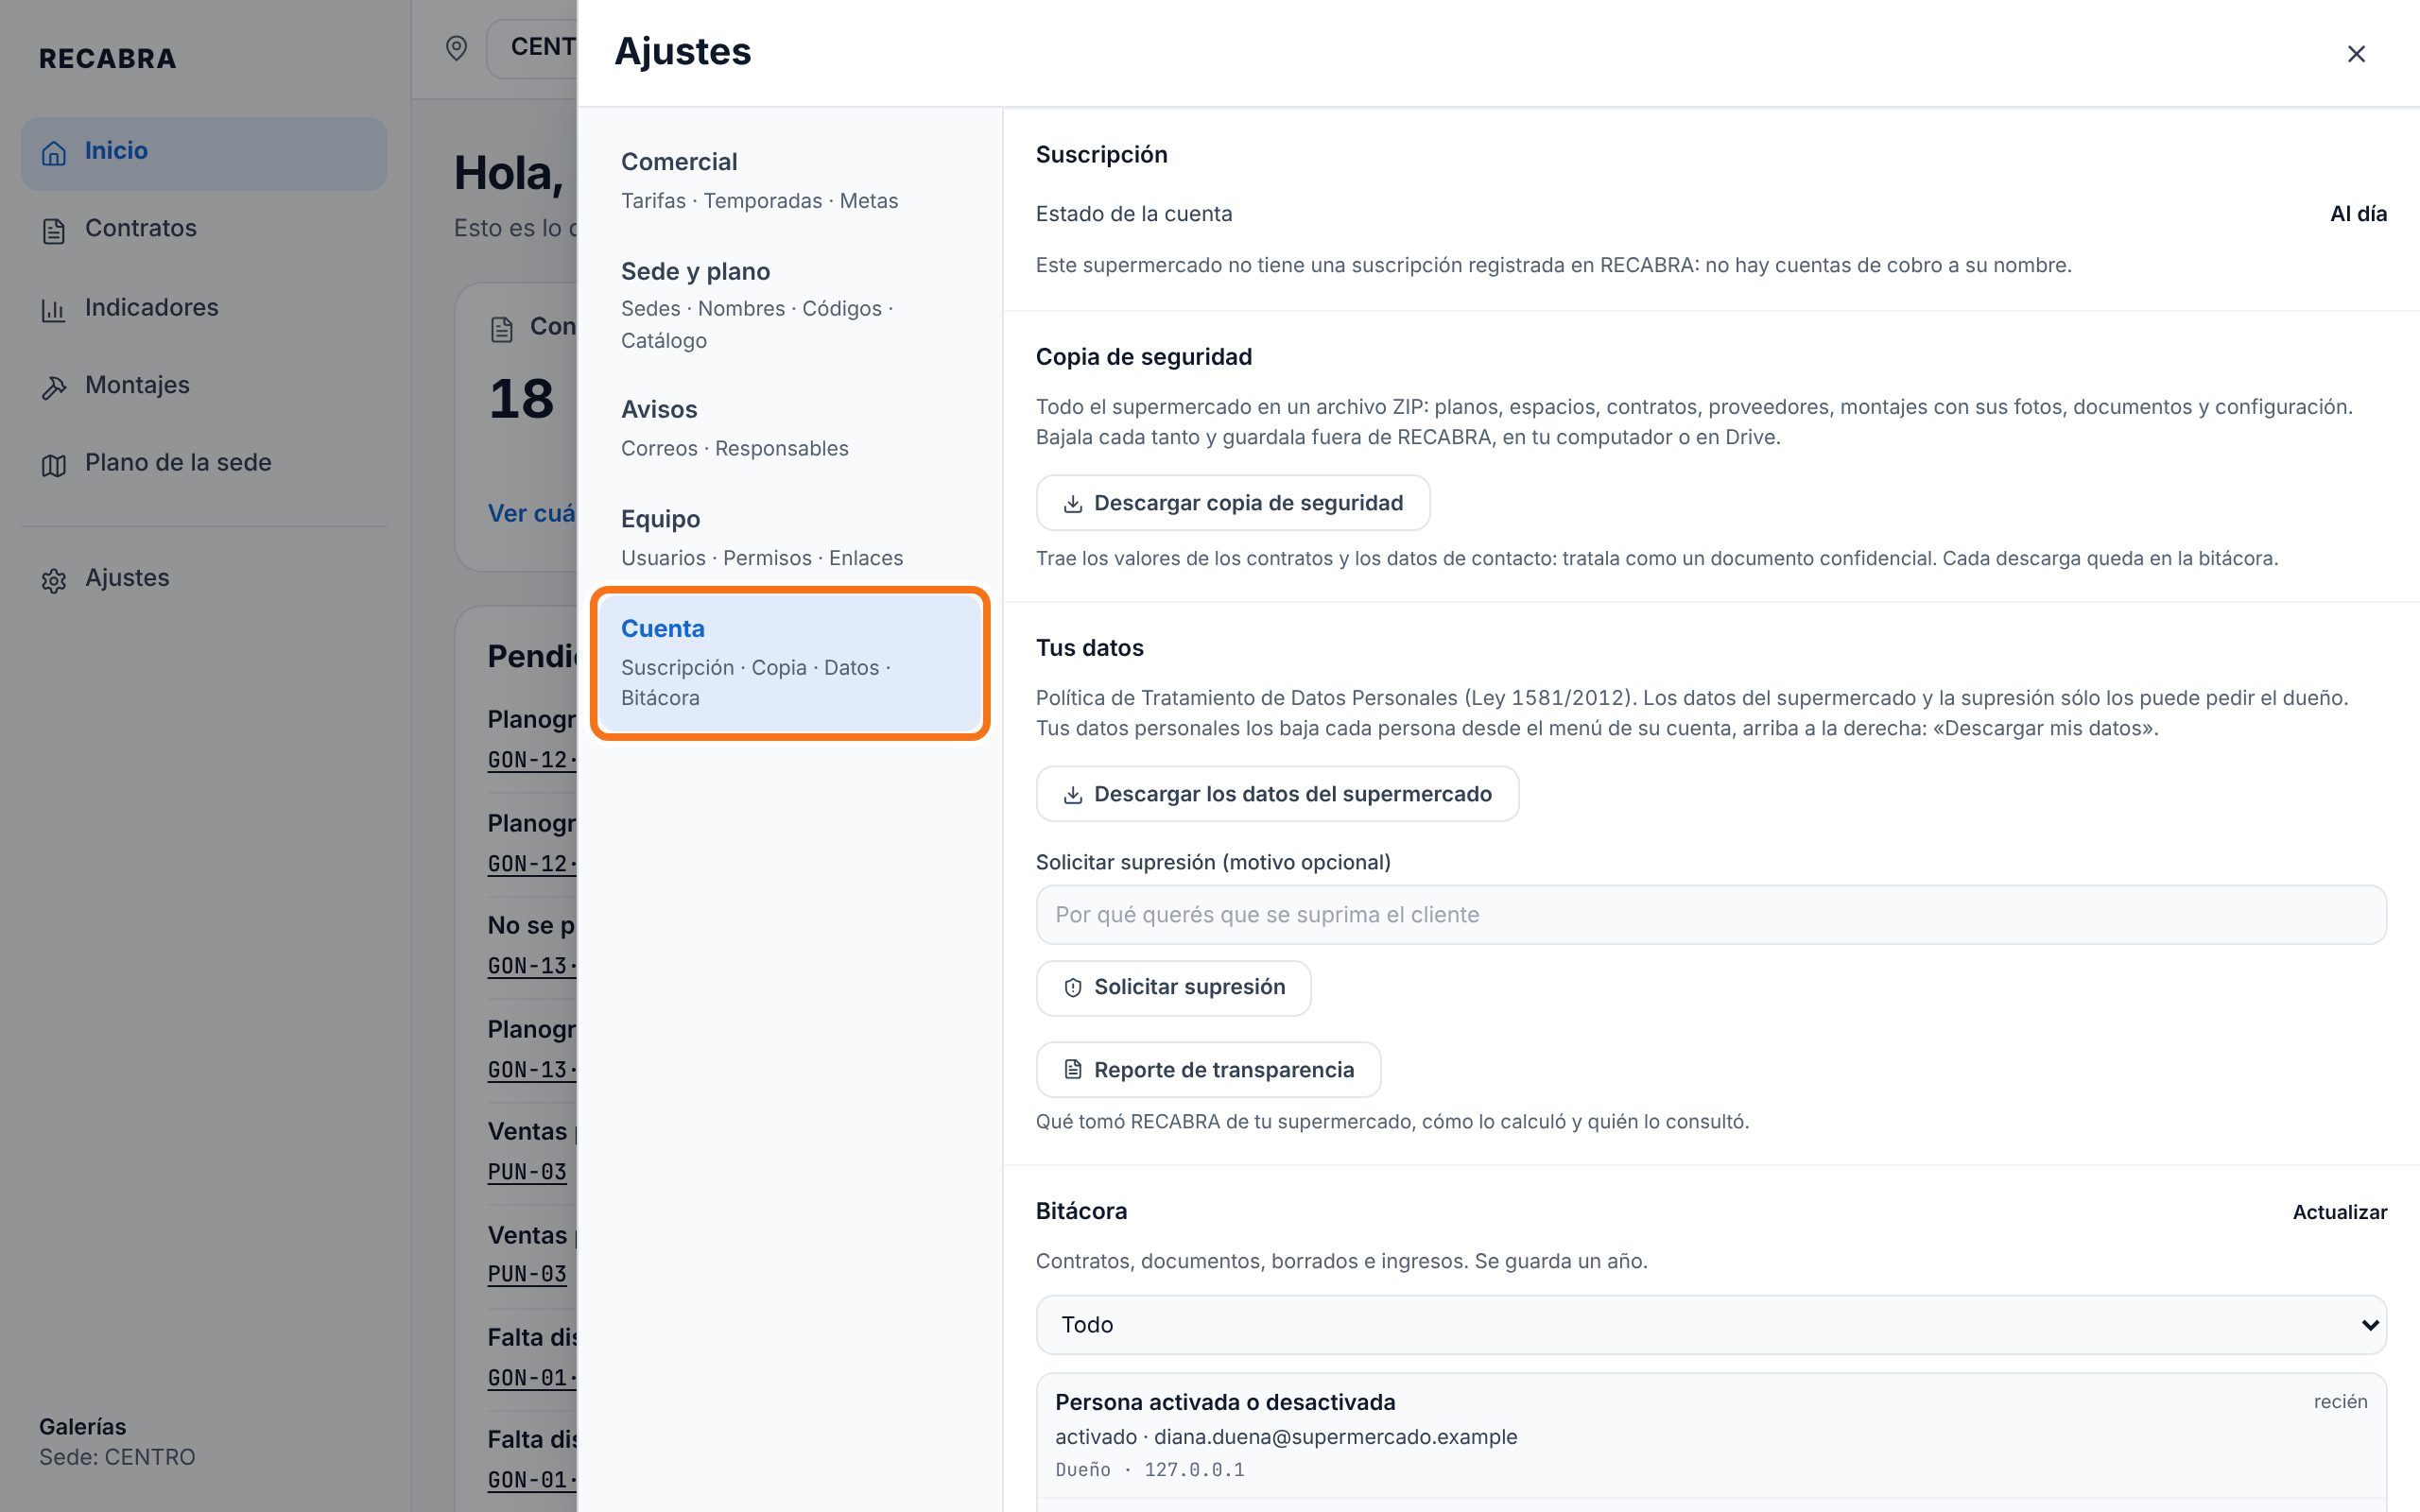 RECABRA
Inicio
Contratos
Indicadores
Montajes
Plano de la sede
Ajustes
Galerías
Sede: CENTRO
CENT
Hola,
Esto es lo
Con
18
Ver cuá
Pendi
Planogr
GON-12-
Planogr
GON-12-
No se p
GON-13-
Planogr
GON-13-
Ventas
PUN-03
Ventas
PUN-03
Falta dis
GON-01-
Falta dis
GON-01-
Ajustes
Comercial
Tarifas · Temporadas · Metas
Sede y plano
Sedes · Nombres · Códigos ·
Catálogo
Avisos
Correos · Responsables
Equipo
Usuarios · Permisos · Enlaces
Cuenta
Suscripción · Copia · Datos ·
Bitácora
Suscripción
Estado de la cuenta
Al día
Este supermercado no tiene una suscripción registrada en RECABRA: no hay cuentas de cobro a su nombre.
Copia de seguridad
Todo el supermercado en un archivo ZIP: planos, espacios, contratos, proveedores, montajes con sus fotos, documentos y configuración.
Bajala cada tanto y guardala fuera de RECABRA, en tu computador o en Drive.
Descargar copia de seguridad
Trae los valores de los contratos y los datos de contacto: tratala como un documento confidencial. Cada descarga queda en la bitácora.
Tus datos
Política de Tratamiento de Datos Personales (Ley 1581/2012). Los datos del supermercado y la supresión sólo los puede pedir el dueño.
Tus datos personales los baja cada persona desde el menú de su cuenta, arriba a la derecha: «Descargar mis datos».
Descargar los datos del supermercado
Solicitar supresión (motivo opcional)
Por qué querés que se suprima el cliente
Solicitar supresión
Reporte de transparencia
Qué tomó RECABRA de tu supermercado, cómo lo calculó y quién lo consultó.
Bitácora
Actualizar
Contratos, documentos, borrados e ingresos. Se guarda un año.
Todo
Persona activada o desactivada
recién
activado · diana.duena@supermercado.example
Dueño · 127.0.0.1